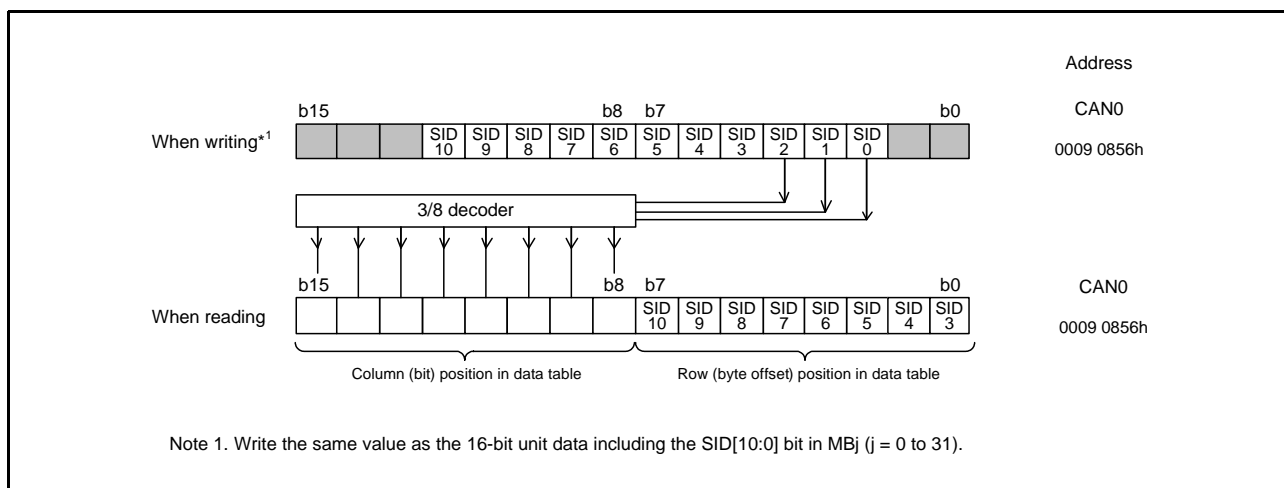 Address
b15 b8 b7 b0 CAN0
When writing*1 SID 10 SID 9 SID 8 SID 7 SID 6 SID 5 SID 4 SID 3 SID 2 SID 1 SID 0 0009 0856h
3/8 decoder
b15 b8 b7 b0 CAN0
When reading SID 10 SID 9 SID 8 SID 7 SID 6 SID 5 SID 4 SID 3 0009 0856h
Column (bit) position in data table Row (byte offset) position in data table
Note 1. Write the same value as the 16-bit unit data including the SID[10:0] bit in MBj (j = 0 to 31).